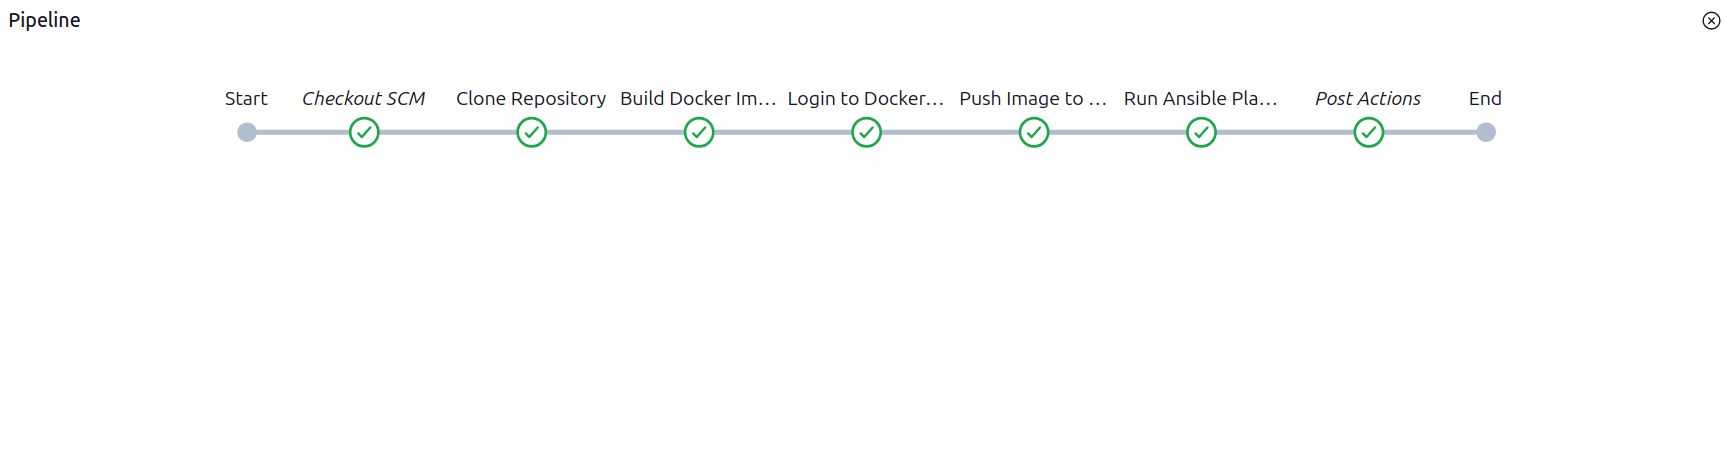 Pipeline
Start Checkout SCM Clone Repository Build Docker Im... Login to Docker... Push Image to ... Run Ansible Pla... Post Actions End